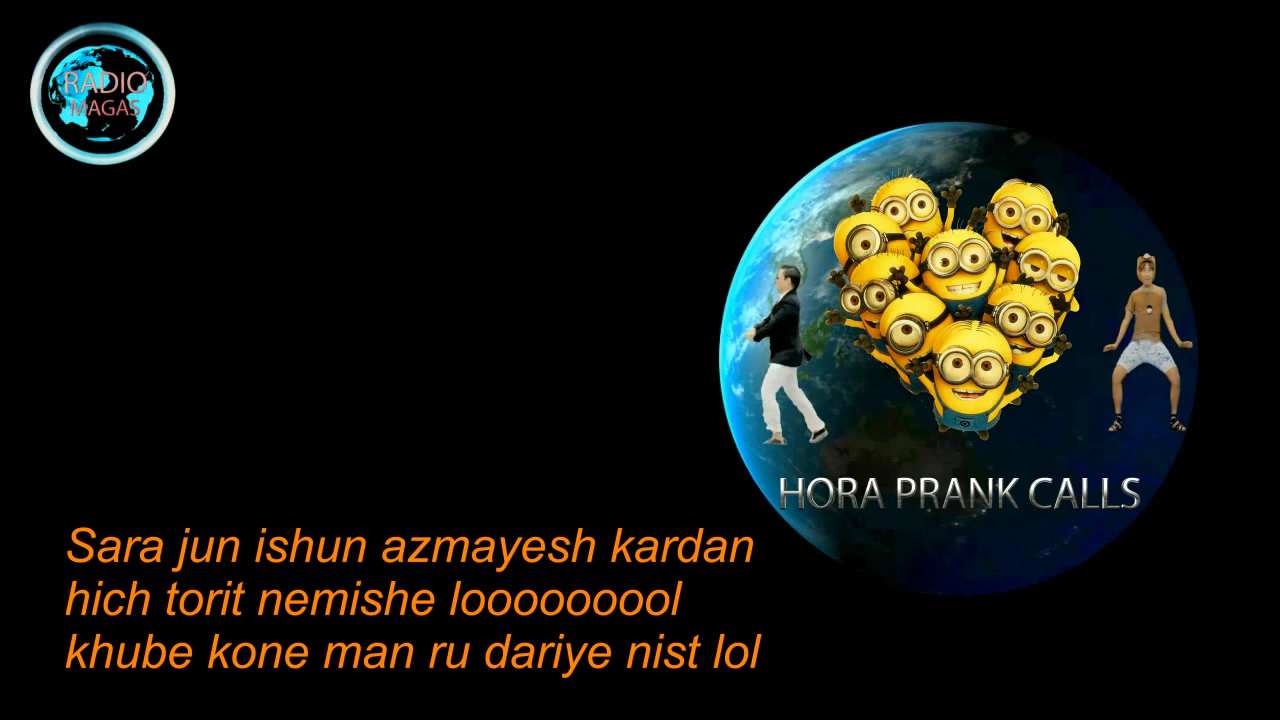 RADIO
MAGAS
HORA PRANK CALLS
Sara jun ishun azmayesh kardan
hich torit nemishe looooooool
khube kone man ru dariye nist lol